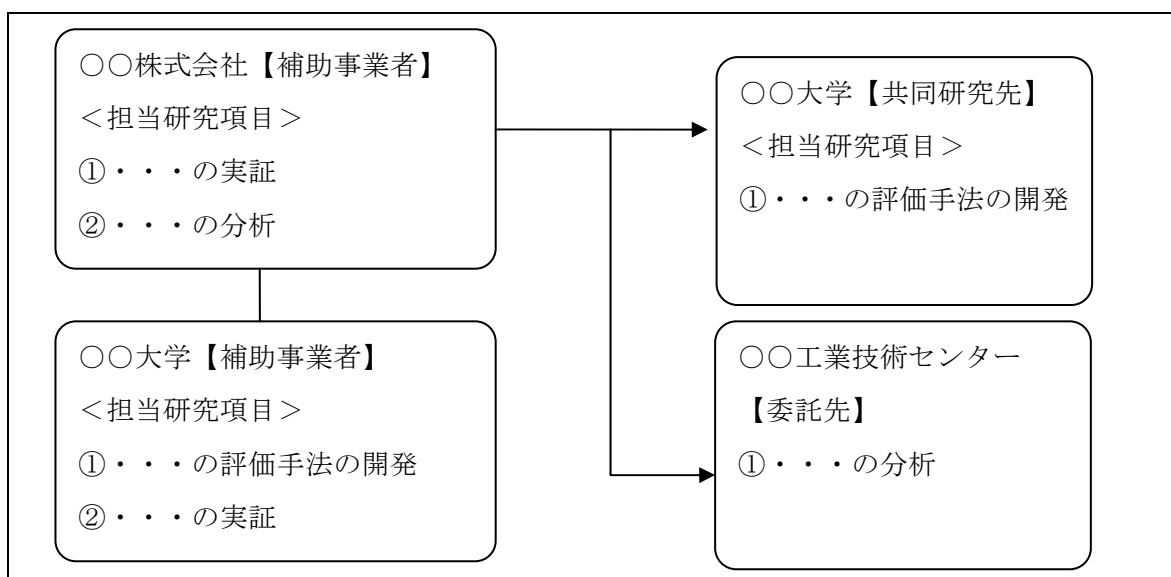 ○○株式会社【補助事業者】
＜担当研究項目＞
①・・・の実証
②・・・の分析
○○大学【補助事業者】
＜担当研究項目＞
①・・・の評価手法の開発
②・・・の実証
○○大学【共同研究先】
＜担当研究項目＞
①・・・の評価手法の開発
○○工業技術センター
【委託先】
①・・・の分析